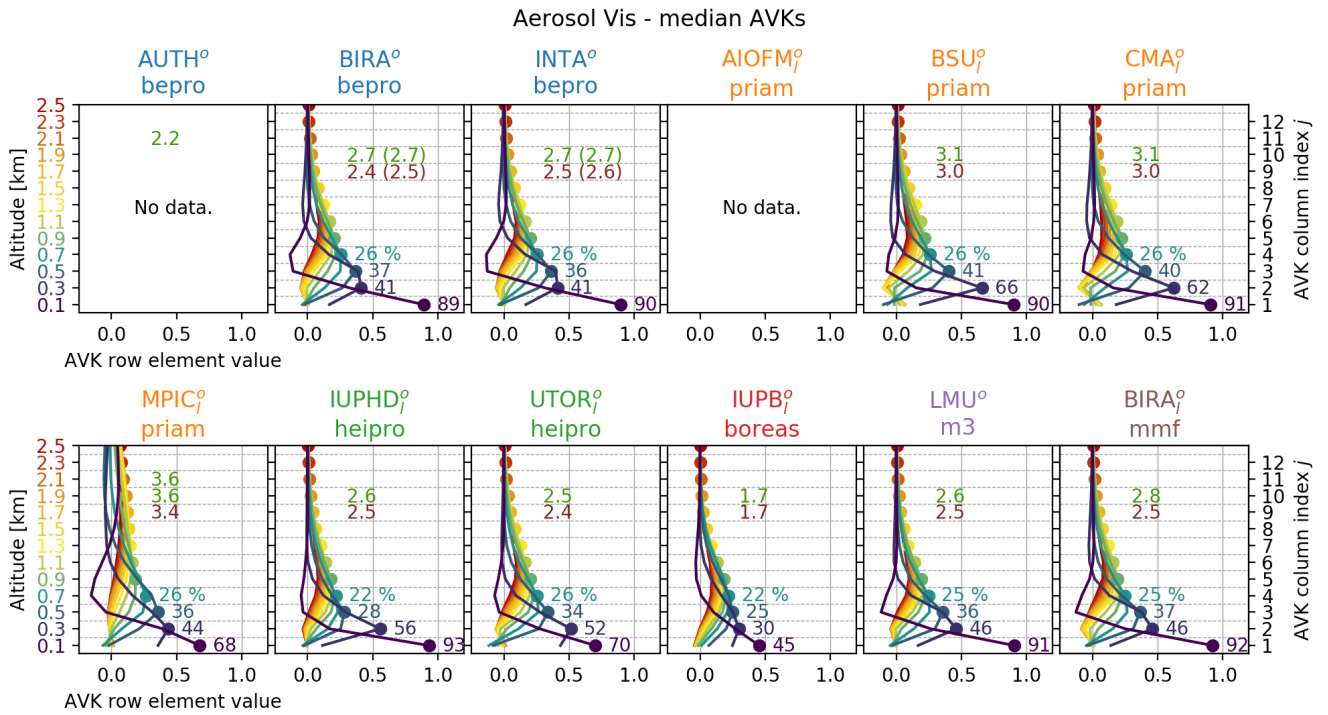 Aerosol Vis - median AVKs
AUTH^o BIRA^o INTA^o AIOFM_l^o BSU_l^o CMA_l^o
bepro bepro bepro priam priam priam
2.5
2.3 12
2.1 2.2
1.9 2.7 (2.7) 2.7 (2.7) 3.1 3.1 10
1.7 2.4 (2.5) 2.5 (2.6) 3.0 3.0 9
1.5 8
1.3 No data. No data. 7
1.1 6
0.9 5
0.7 26 % 26 % 26 % 26 % 4
0.5 37 36 41 40 3
0.3 41 41 66 62 2
0.1 89 90 90 91 1
Altitude [km]
AVK column index j
0.0 0.5 1.0 0.0 0.5 1.0 0.0 0.5 1.0 0.0 0.5 1.0 0.0 0.5 1.0 0.0 0.5 1.0
AVK row element value
MPIC_l^o IUPHD_l^o UTOR_l^o IUPB_l^o LMU^o BIRA_l^o
priam heipro heipro boreas m3 mmf
2.5
2.3 12
2.1 3.6
1.9 3.6 2.6 2.5 1.7 2.6 2.8 10
1.7 3.4 2.5 2.4 1.7 2.5 2.5 9
1.5 8
1.3 7
1.1 6
0.9 5
0.7 26 % 22 % 26 % 22 % 25 % 25 % 4
0.5 36 28 34 25 36 37 3
0.3 44 56 52 30 46 46 2
0.1 68 93 70 45 91 92 1
Altitude [km]
AVK column index j
0.0 0.5 1.0 0.0 0.5 1.0 0.0 0.5 1.0 0.0 0.5 1.0 0.0 0.5 1.0 0.0 0.5 1.0
AVK row element value